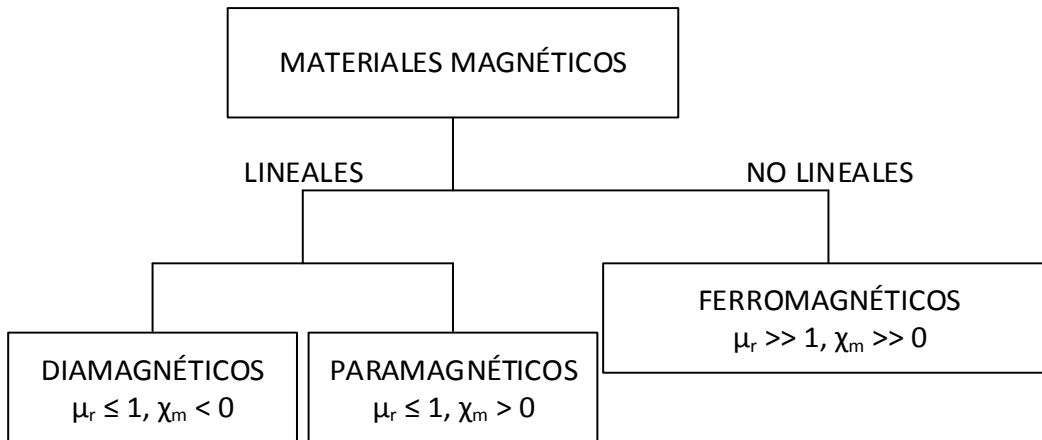 MATERIALES MAGNÉTICOS
LINEALES
NO LINEALES
FERROMAGNÉTICOS
μr >> 1, χm >> 0
DIAMAGNÉTICOS
μr ≤ 1, χm < 0
PARAMAGNÉTICOS
μr ≤ 1, χm > 0